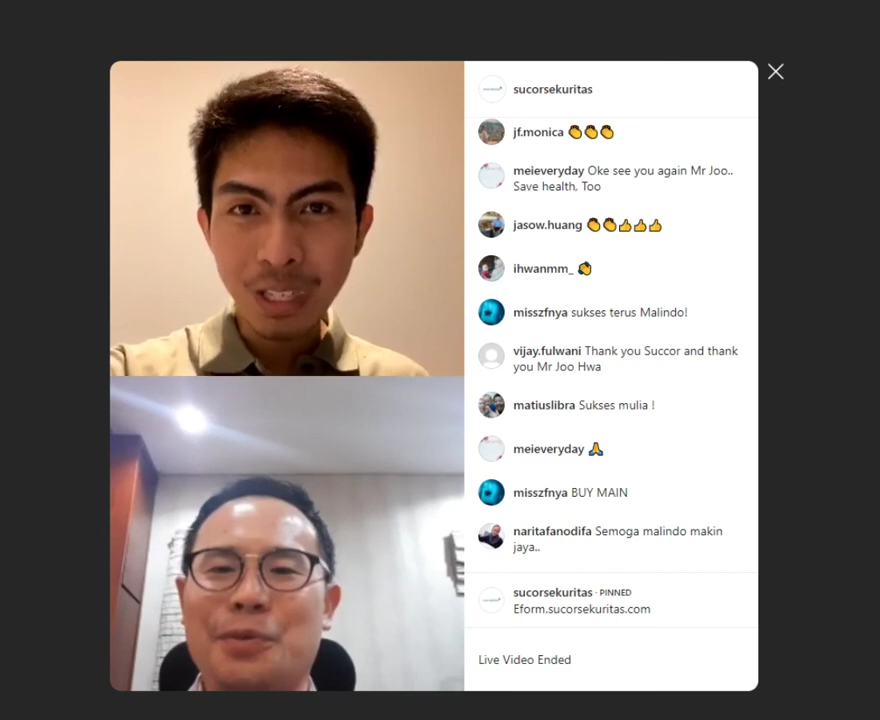 sucorsekuritas
jf.monica 👏👏👏
meieveryday Oke see you again Mr Joo..
Save health, Too
jasow.huang 👏👏👍👍👍
ihwanmm_ 👏
misszfnya sukses terus Malindo!
vijay.fulwani Thank you Succor and thank
you Mr Joo Hwa
matiuslibra Sukses mulia !
meieveryday 🙏
misszfnya BUY MAIN
naritafanodifa Semoga malindo makin
jaya..
sucorsekuritas · PINNED
Eform.sucorsekuritas.com
Live Video Ended